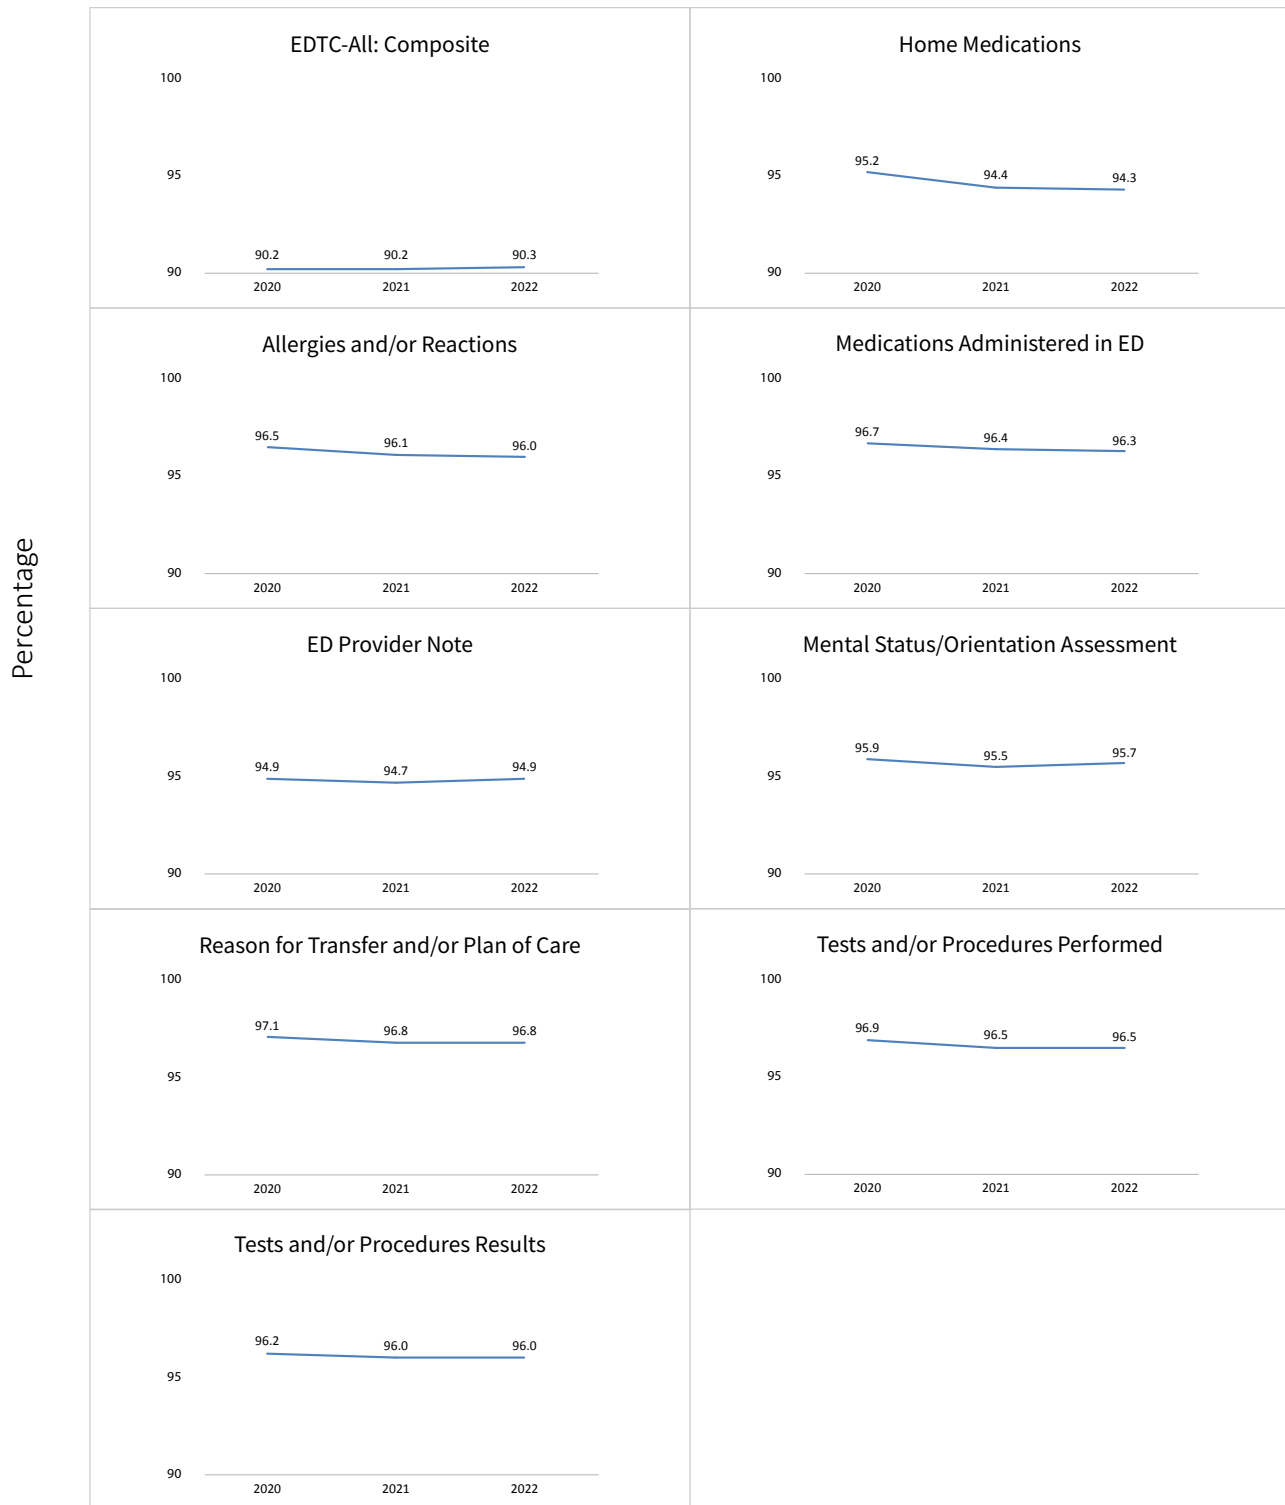 Percentage
EDTC-All: Composite
100
95
90
90.2 90.2 90.3
2020 2021 2022
Home Medications
100
95
90
95.2 94.4 94.3
2020 2021 2022
Allergies and/or Reactions
100
95
90
96.5 96.1 96.0
2020 2021 2022
Medications Administered in ED
100
95
90
96.7 96.4 96.3
2020 2021 2022
ED Provider Note
100
95
90
94.9 94.7 94.9
2020 2021 2022
Mental Status/Orientation Assessment
100
95
90
95.9 95.5 95.7
2020 2021 2022
Reason for Transfer and/or Plan of Care
100
95
90
97.1 96.8 96.8
2020 2021 2022
Tests and/or Procedures Performed
100
95
90
96.9 96.5 96.5
2020 2021 2022
Tests and/or Procedures Results
100
95
90
96.2 96.0 96.0
2020 2021 2022